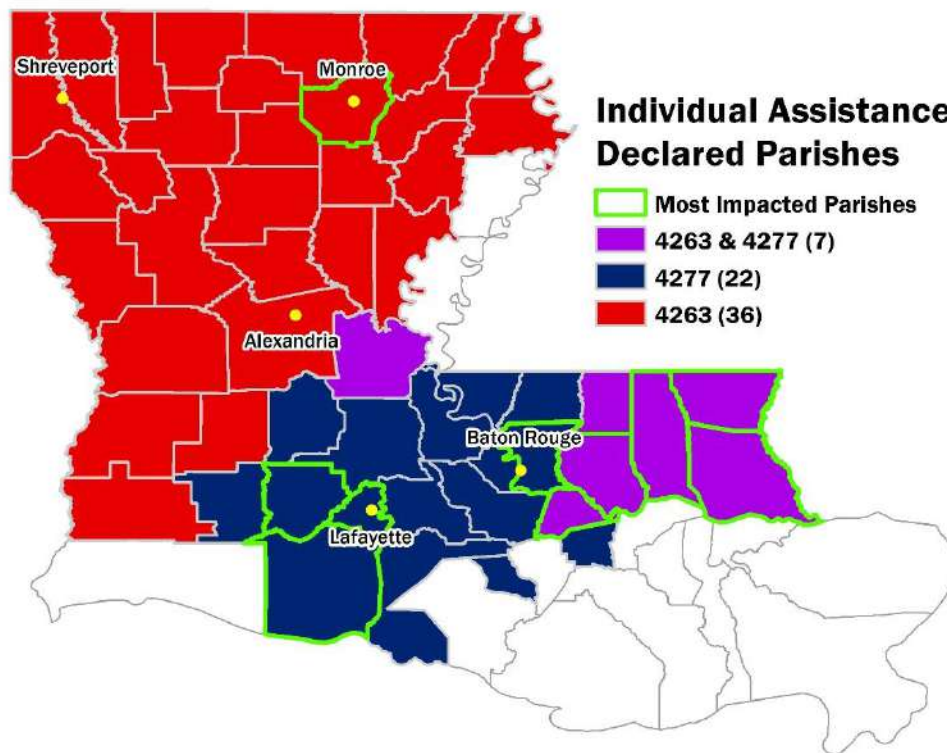 Shreveport
Monroe
Individual Assistance
Declared Parishes
Most Impacted Parishes
4263 & 4277 (7)
4277 (22)
4263 (36)
Alexandria
Baton Rouge
Lafayette